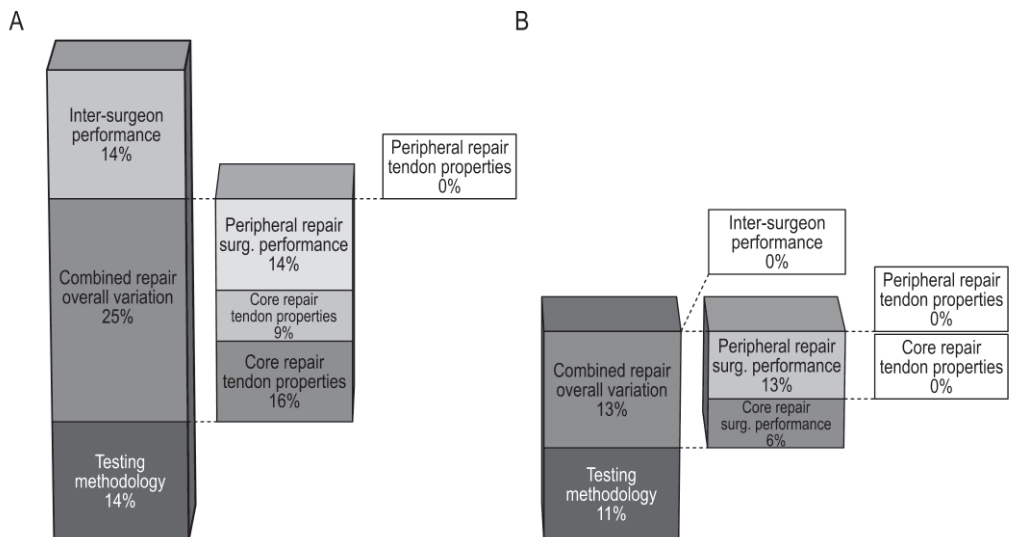 A
Inter-surgeon
performance
14%
Combined repair
overall variation
25%
Testing
methodology
14%
Peripheral repair
surg. performance
14%
Core repair
tendon properties
9%
Core repair
tendon properties
16%
Peripheral repair
tendon properties
0%
B
Inter-surgeon
performance
0%
Combined repair
overall variation
13%
Testing
methodology
11%
Peripheral repair
surg. performance
13%
Core repair
surg. performance
6%
Peripheral repair
tendon properties
0%
Core repair
tendon properties
0%